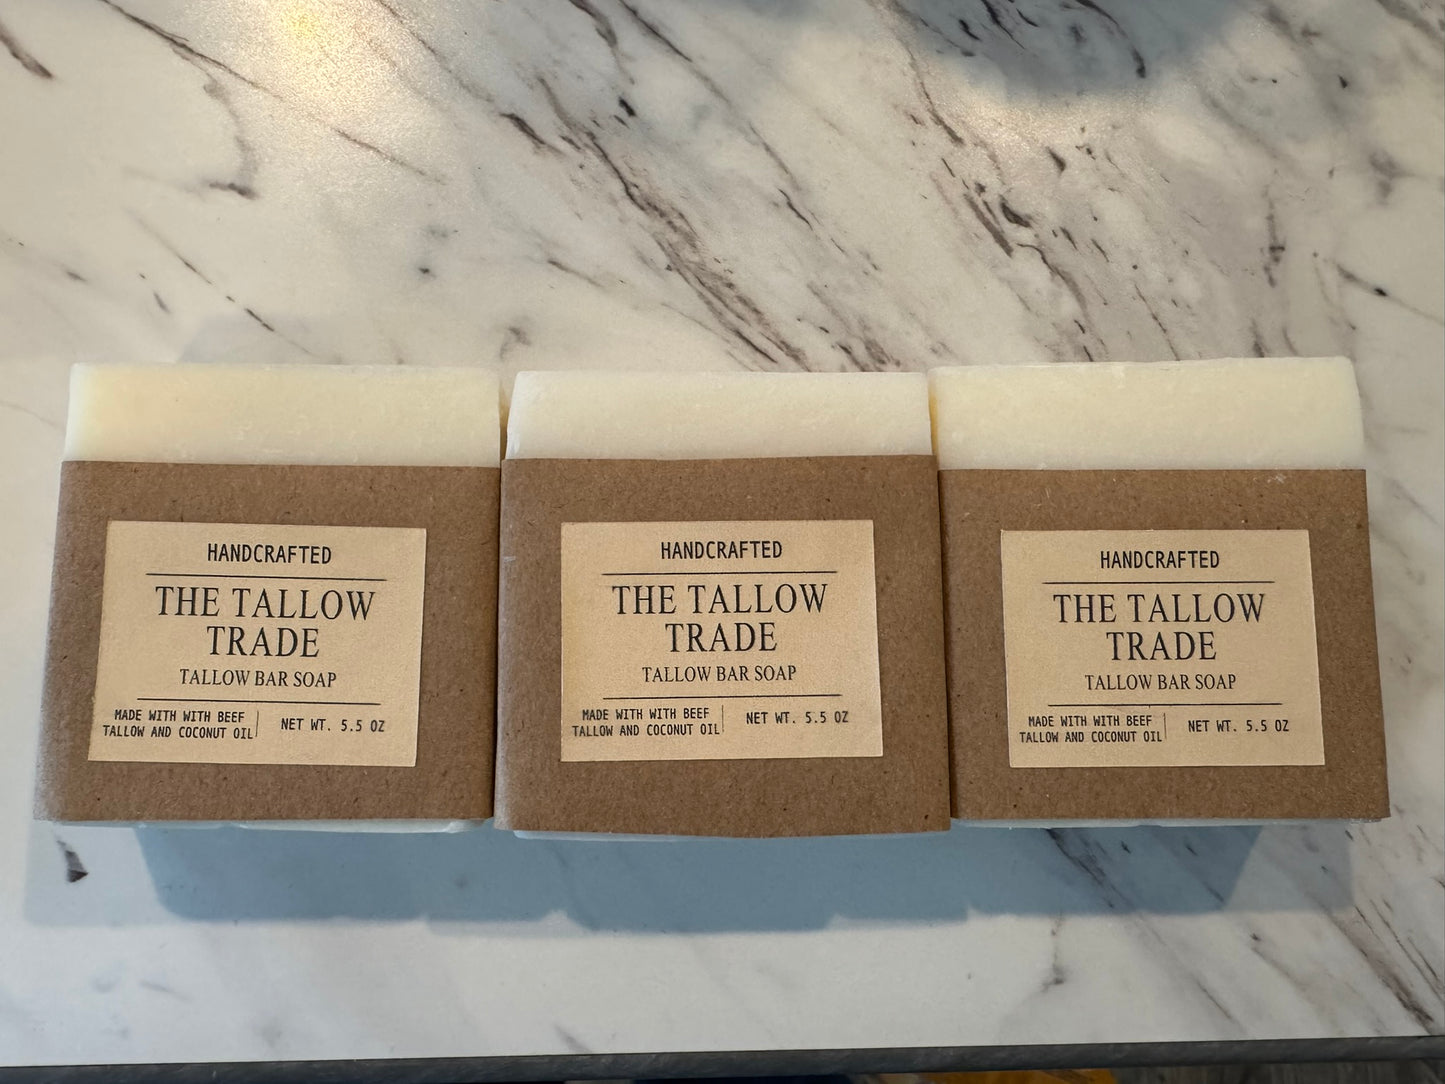 HANDCRAFTED
THE TALLOW
TRADE
TALLOW BAR SOAP
MADE WITH WITH BEEF
TALLOW AND COCONUT OIL
NET WT. 5.5 OZ
HANDCRAFTED
THE TALLOW
TRADE
TALLOW BAR SOAP
MADE WITH WITH BEEF
TALLOW AND COCONUT OIL
NET WT. 5.5 OZ
HANDCRAFTED
THE TALLOW
TRADE
TALLOW BAR SOAP
MADE WITH WITH BEEF
TALLOW AND COCONUT OIL
NET WT. 5.5 OZ